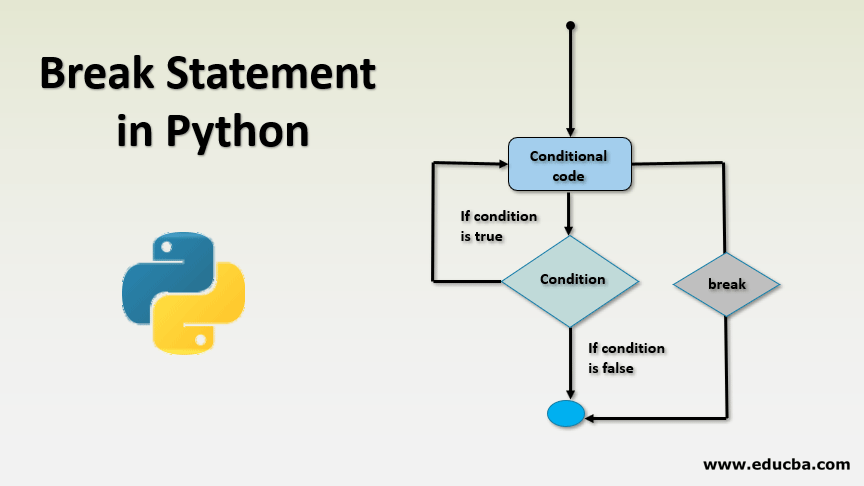 Break Statement
in Python
Conditional
code
If condition
is true
Condition
break
If condition
is false
www.educba.com